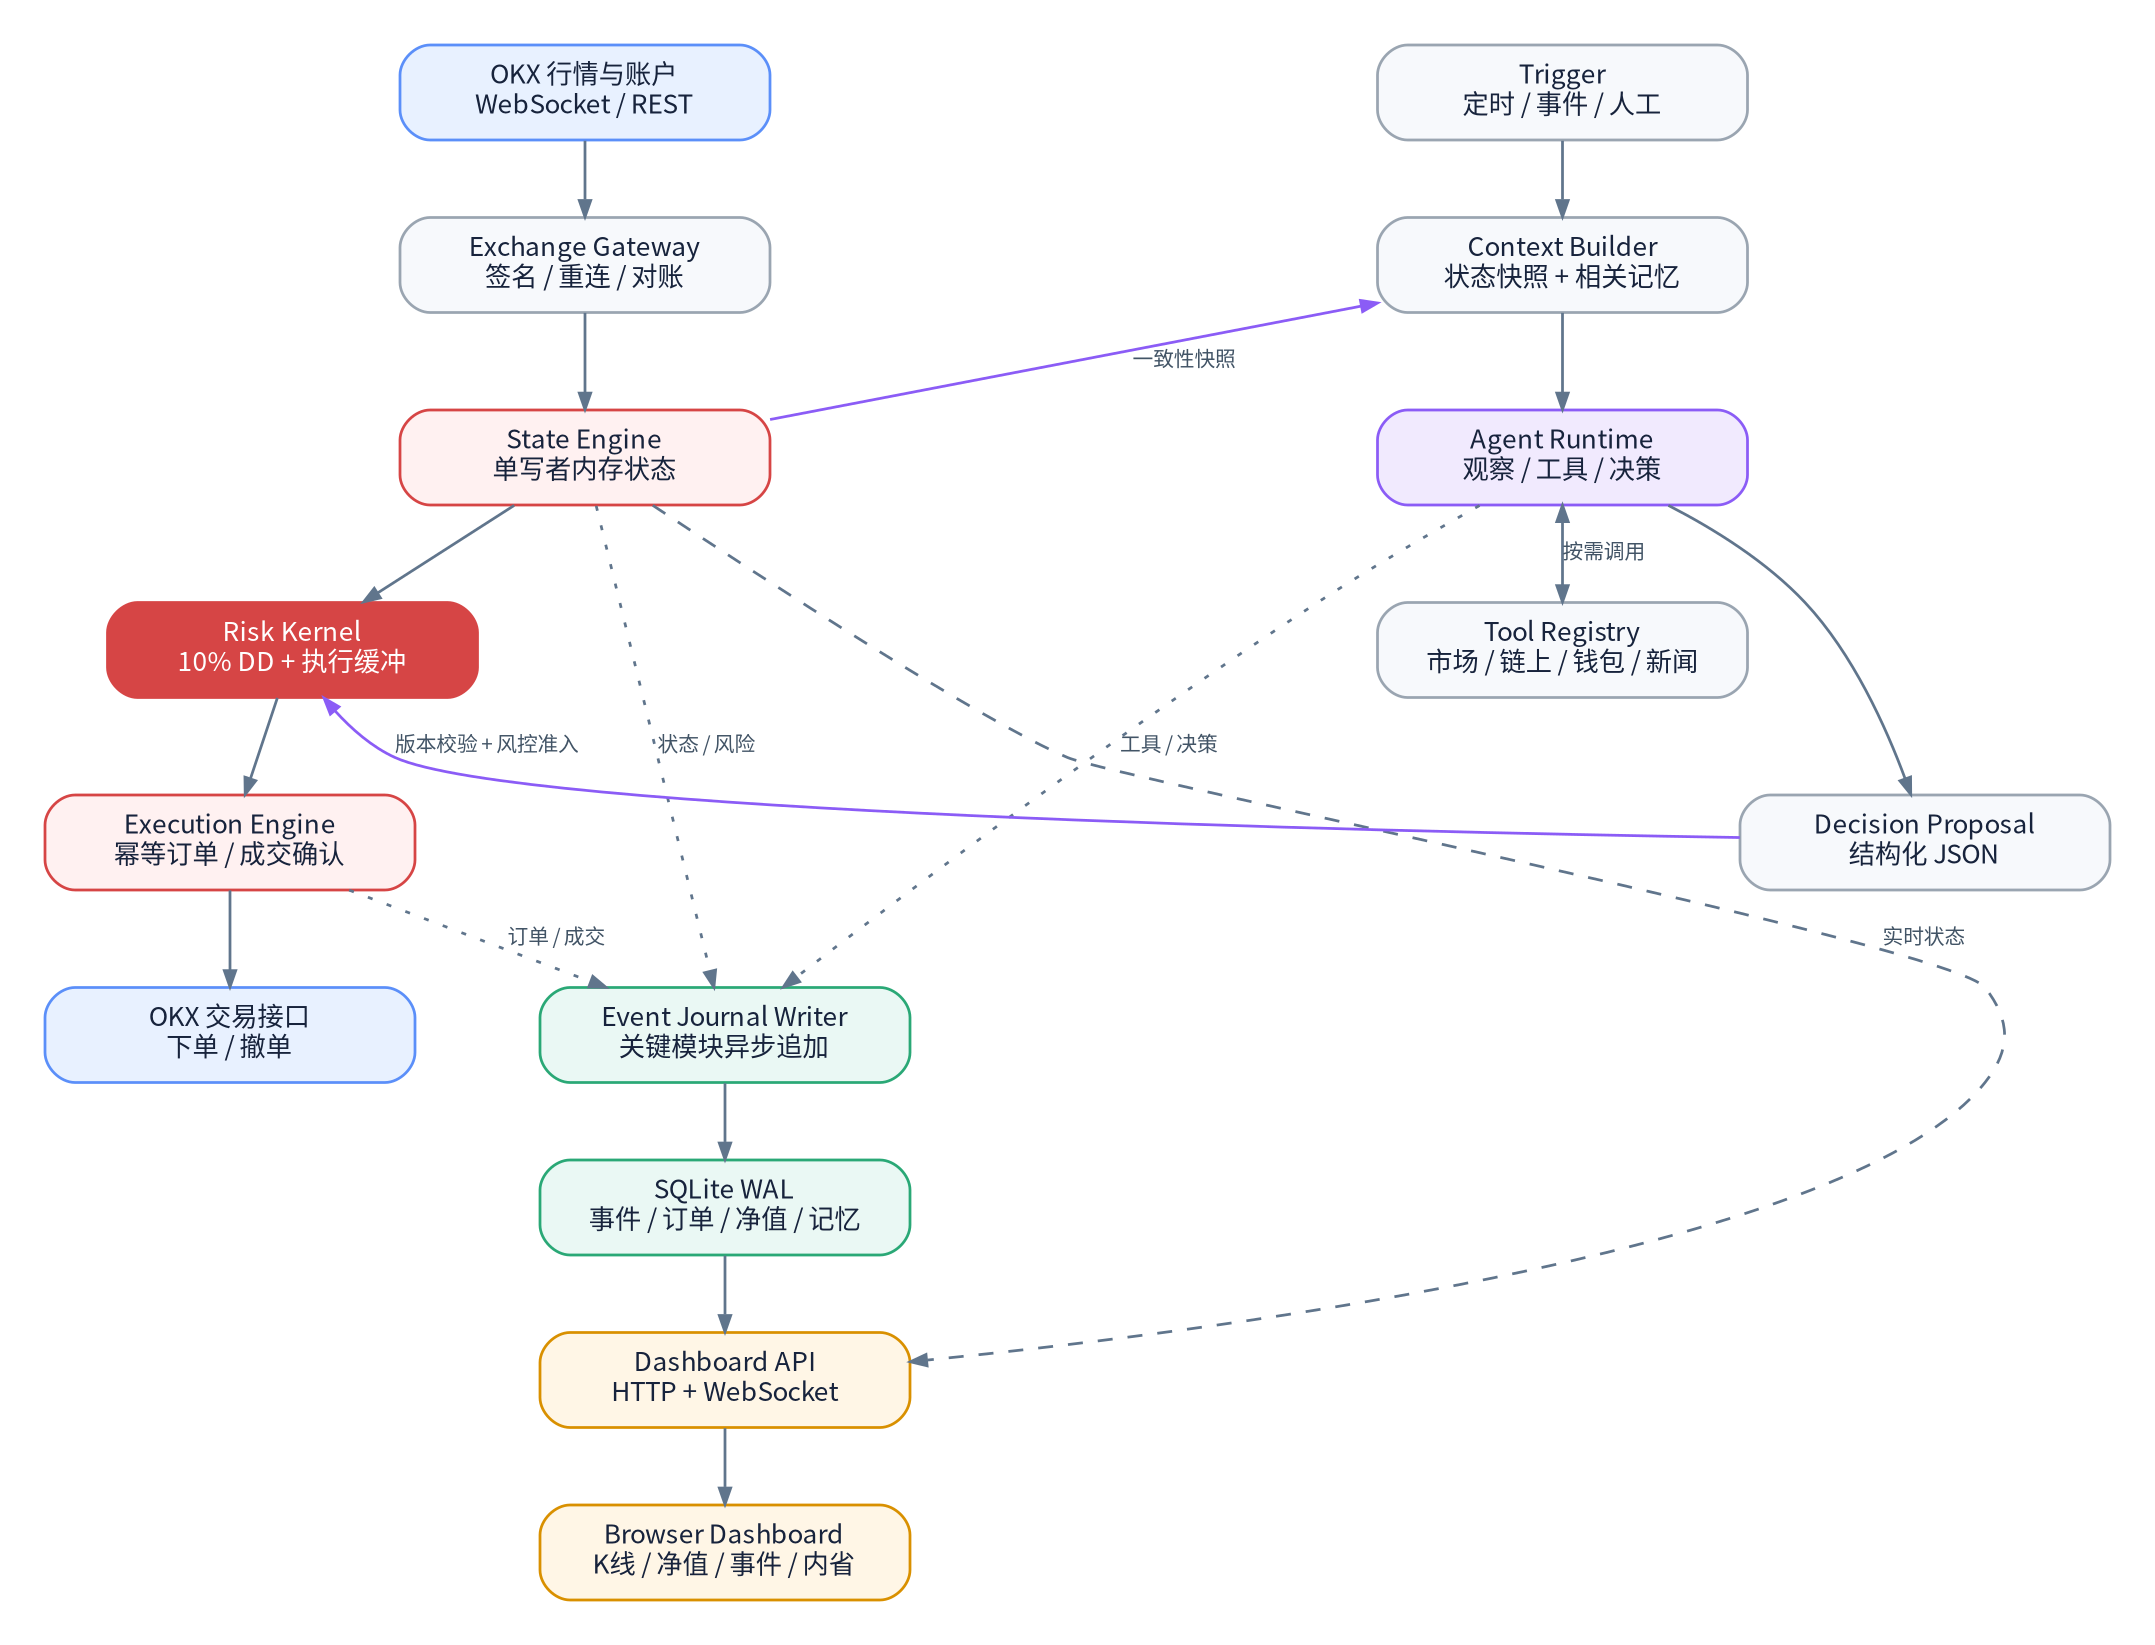 OKX 行情与账户
WebSocket / REST
Trigger
定时 / 事件 / 人工
Exchange Gateway
签名 / 重连 / 对账
Context Builder
状态快照 + 相关记忆
一致性快照
State Engine
单写者内存状态
Agent Runtime
观察 / 工具 / 决策
按需调用
Risk Kernel
10% DD + 执行缓冲
Tool Registry
市场 / 链上 / 钱包 / 新闻
版本校验 + 风控准入
状态 / 风险
工具 / 决策
Execution Engine
幂等订单 / 成交确认
Decision Proposal
结构化 JSON
订单 / 成交
实时状态
OKX 交易接口
下单 / 撤单
Event Journal Writer
关键模块异步追加
SQLite WAL
事件 / 订单 / 净值 / 记忆
Dashboard API
HTTP + WebSocket
Browser Dashboard
K线 / 净值 / 事件 / 内省